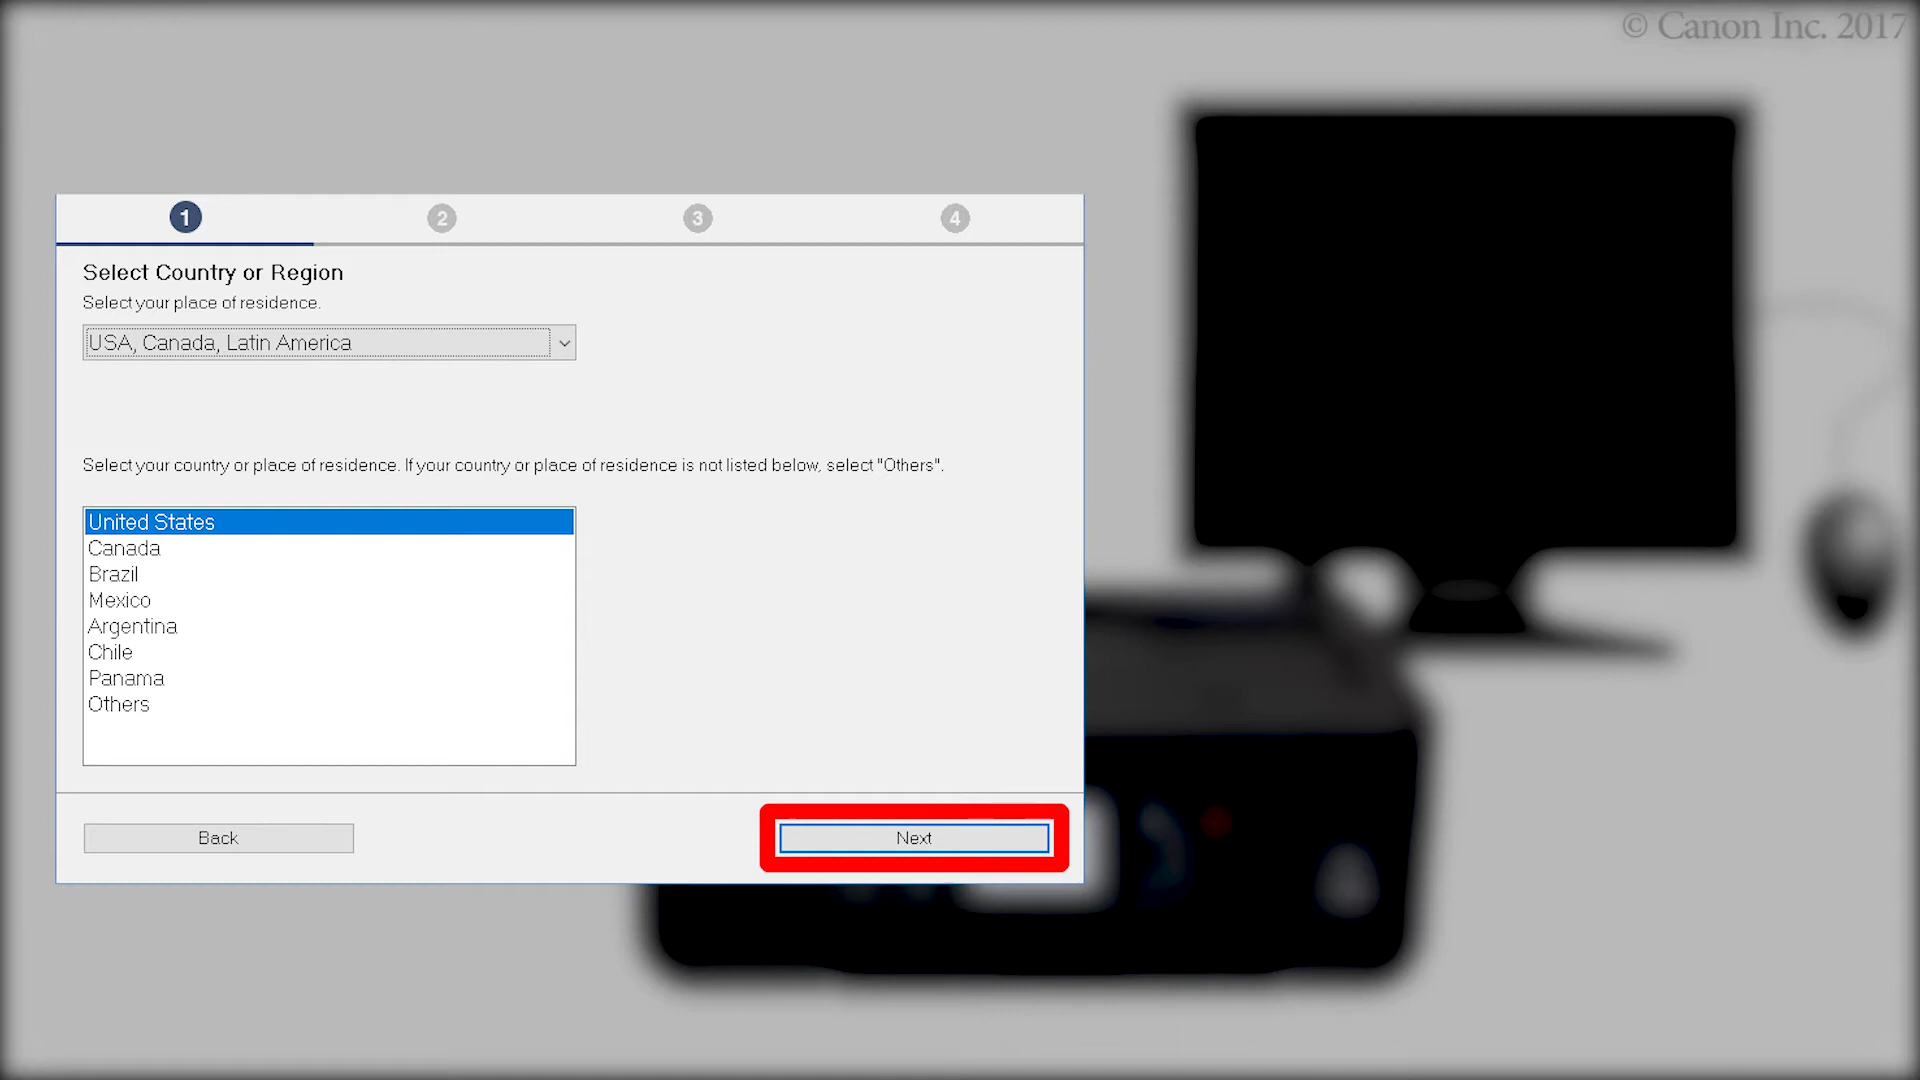 © Canon Inc. 2017
1 2 3 4
Select Country or Region
Select your place of residence.
USA, Canada, Latin America
Select your country or place of residence. If your country or place of residence is not listed below, select "Others".
United States
Canada
Brazil
Mexico
Argentina
Chile
Panama
Others
Back Next